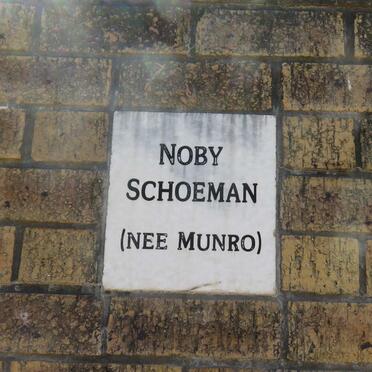 NOBY
SCHOEMAN
(NEE MUNRO)